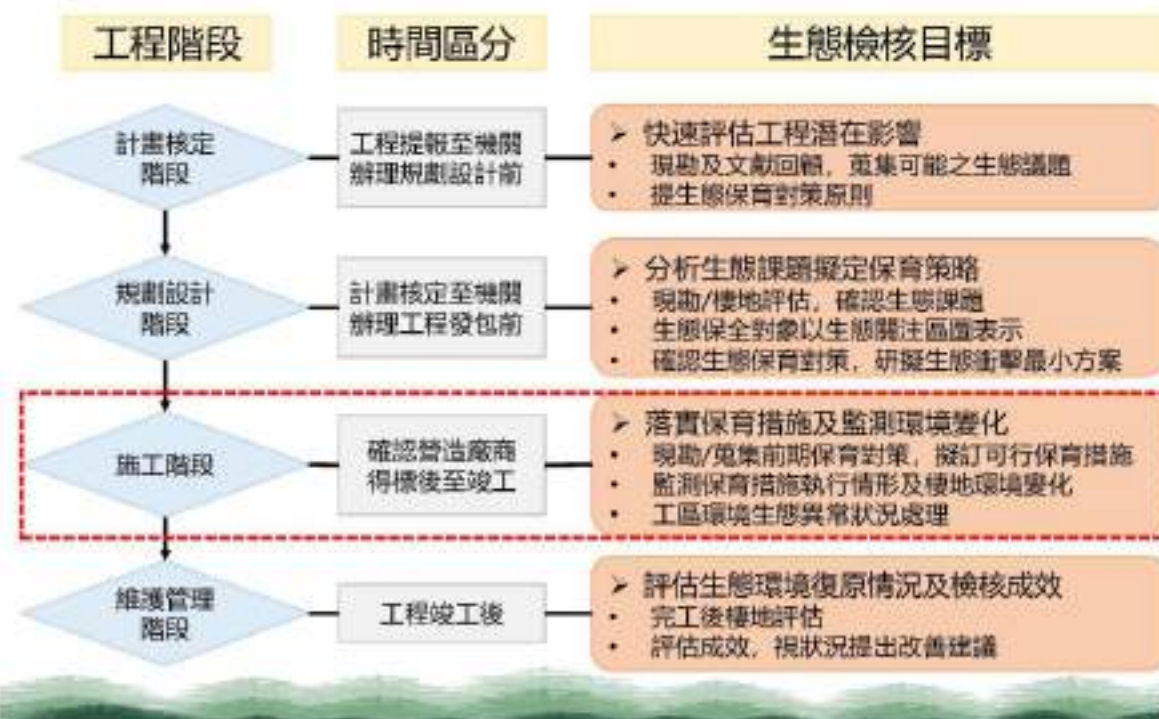 工程階段
時間區分
生態檢核目標
計畫核定
階段
工程提報至機關
辦理規劃設計前
➢ 快速評估工程潛在影響
• 現勘及文獻回顧，蒐集可能之生態議題
• 提生態保育對策原則
規劃設計
階段
計畫核定至機關
辦理工程發包前
➢ 分析生態課題擬定保育策略
• 現勘/棲地評估，確認生態課題
• 生態保全對象以生態關注區圖表示
• 確認生態保育對策，研擬生態衝擊最小方案
施工階段
確認營造廠商
得標後至竣工
➢ 落實保育措施及監測環境變化
• 現勘/蒐集前期保育對策，擬訂可行保育措施
• 監測保育措施執行情形及棲地環境變化
• 工區環境生態異常狀況處理
維護管理
階段
工程竣工後
➢ 評估生態環境復原情況及檢核成效
• 完工後棲地評估
• 評估成效，視狀況提出改善建議